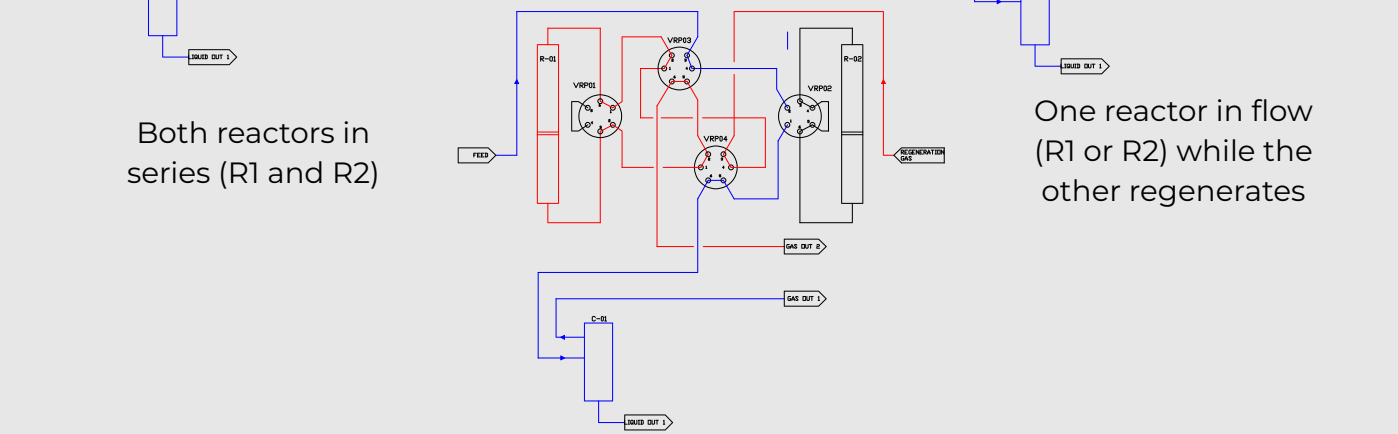 LIQUID OUT 1
LIQUID OUT 1
Both reactors in
series (R1 and R2)
One reactor in flow
(R1 or R2) while the
other regenerates
VRP03
R-01
R-02
VRP01
VRP02
VRP04
FEED
REGENERATION
GAS
GAS OUT 2
GAS OUT 1
C-01
LIQUID OUT 1